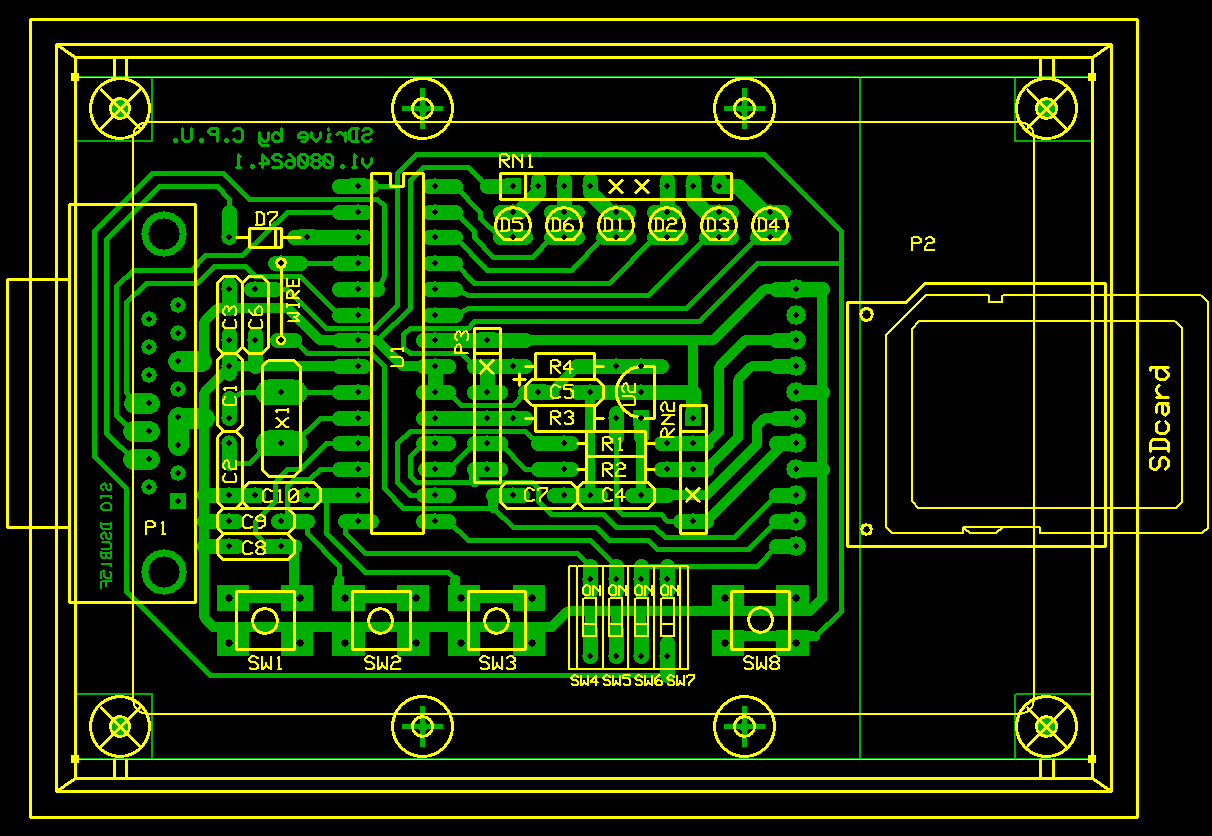 SDrive by C.P.U.
v1.080624.1
RN1
D7
D5 D6 D1 D2 D3 D4
P2
WIRE
C3 C6
U1
P3
R4
+
C5
U2
R3
RN2
C1
X1
R1
R2
C2
C10
C7 C4
SDcard
P1
SIO DSUB15F
C9
C8
ON ON ON ON
SW1 SW2 SW3 SW8
SW4 SW5 SW6 SW7